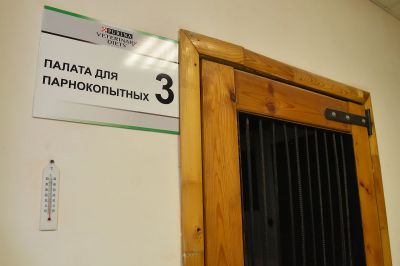 PURINA
VETERINARY
DIETS
ПАЛАТА ДЛЯ
ПАРНОКОПЫТНЫХ 3